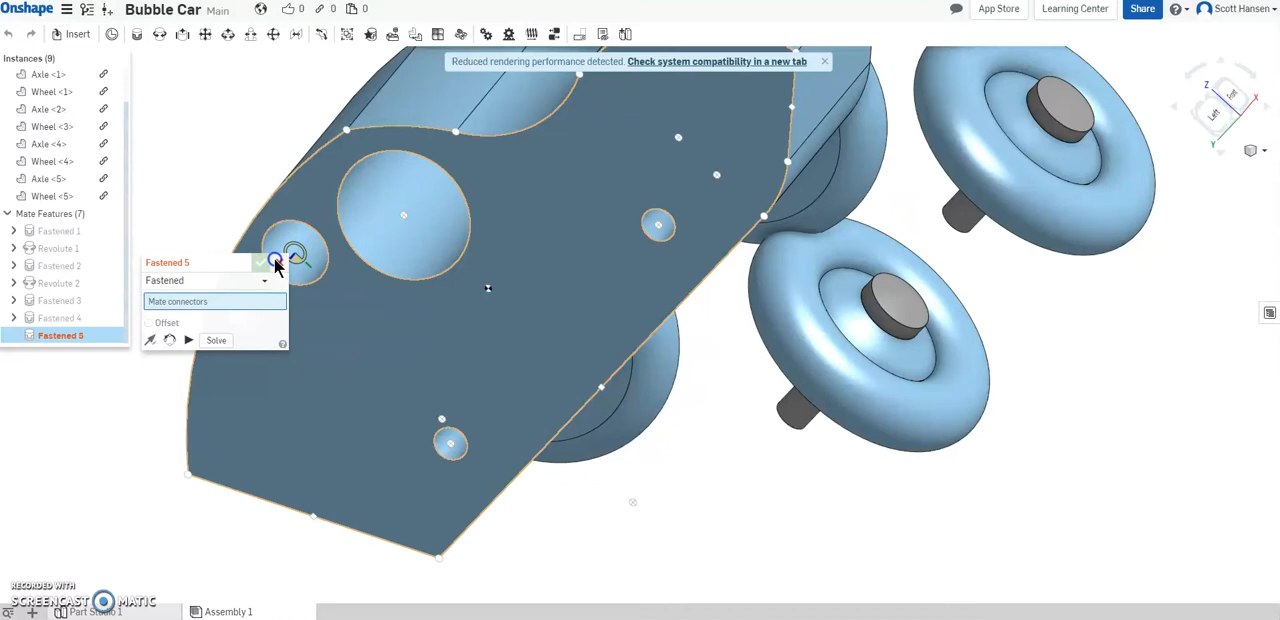 Onshape
Bubble Car Main
0
0
0
App Store
Learning Center
Share
Scott Hansen
Insert
Reduced rendering performance detected. Check system compatibility in a new tab
Instances (9)
Axle <1>
Wheel <1>
Axle <2>
Wheel <3>
Axle <4>
Wheel <4>
Axle <5>
Wheel <5>
Mate Features (7)
Fastened 1
Revolute 1
Fastened 2
Revolute 2
Fastened 3
Fastened 4
Fastened 5
Fastened 5
Fastened
Mate connectors
Offset
Solve
Z
Front
X
Left
Y
RECORDED WITH
SCREENCAST MATIC
Part Studio 1
Assembly 1